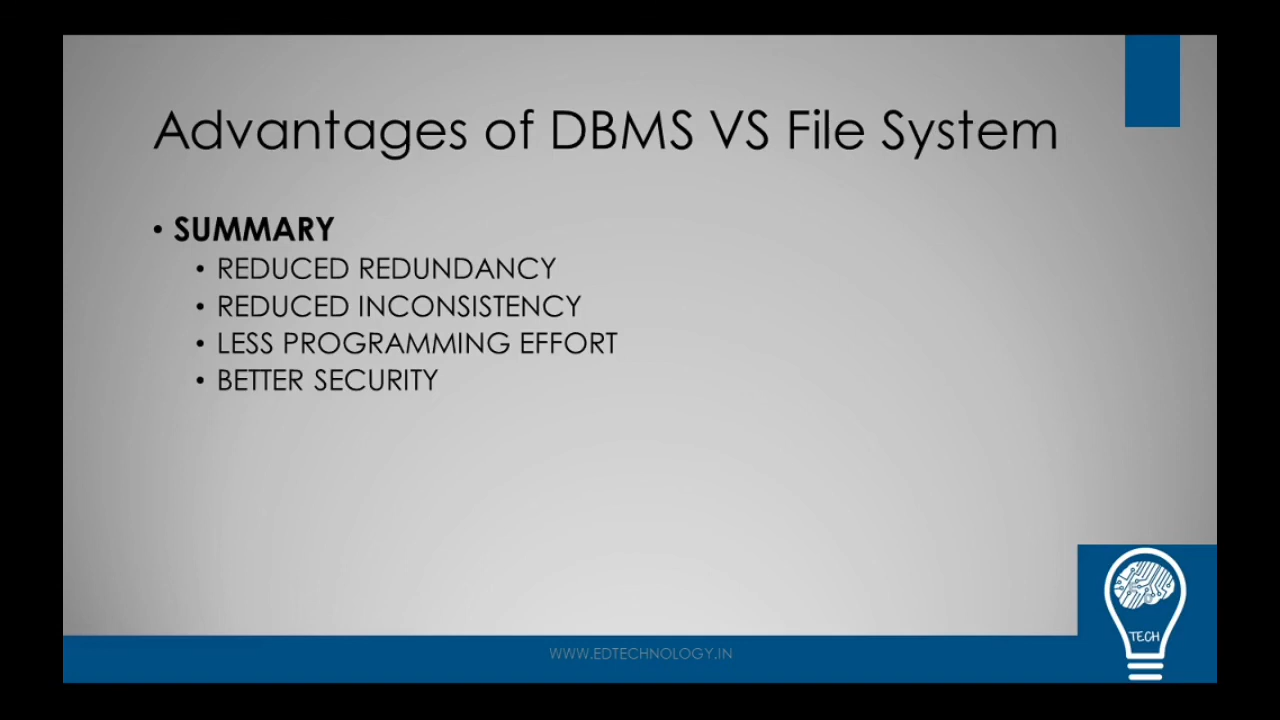 Advantages of DBMS VS File System
• SUMMARY
• REDUCED REDUNDANCY
• REDUCED INCONSISTENCY
• LESS PROGRAMMING EFFORT
• BETTER SECURITY
TECH
WWW.EDTECHNOLOGY.IN